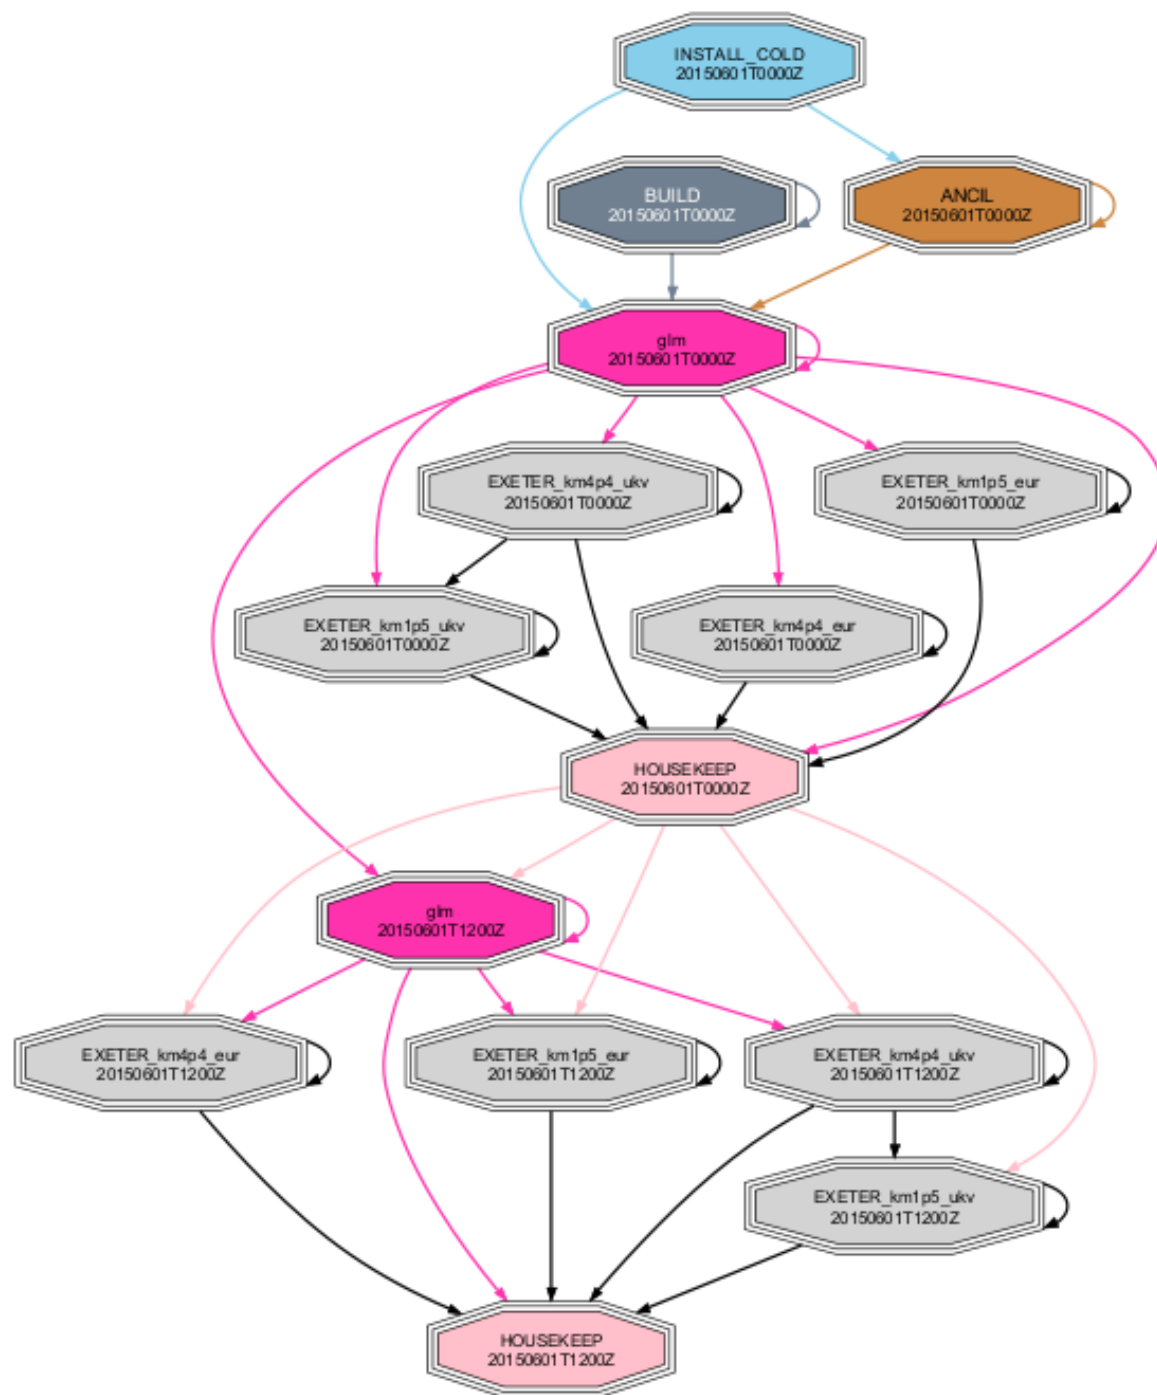 INSTALL_COLD
20150601T0000Z
BUILD
20150601T0000Z
ANCIL
20150601T0000Z
glm
20150601T0000Z
EXETER_km4p4_ukv
20150601T0000Z
EXETER_km1p5_eur
20150601T0000Z
EXETER_km1p5_ukv
20150601T0000Z
EXETER_km4p4_eur
20150601T0000Z
HOUSEKEEP
20150601T0000Z
glm
20150601T1200Z
EXETER_km4p4_eur
20150601T1200Z
EXETER_km1p5_eur
20150601T1200Z
EXETER_km4p4_ukv
20150601T1200Z
EXETER_km1p5_ukv
20150601T1200Z
HOUSEKEEP
20150601T1200Z